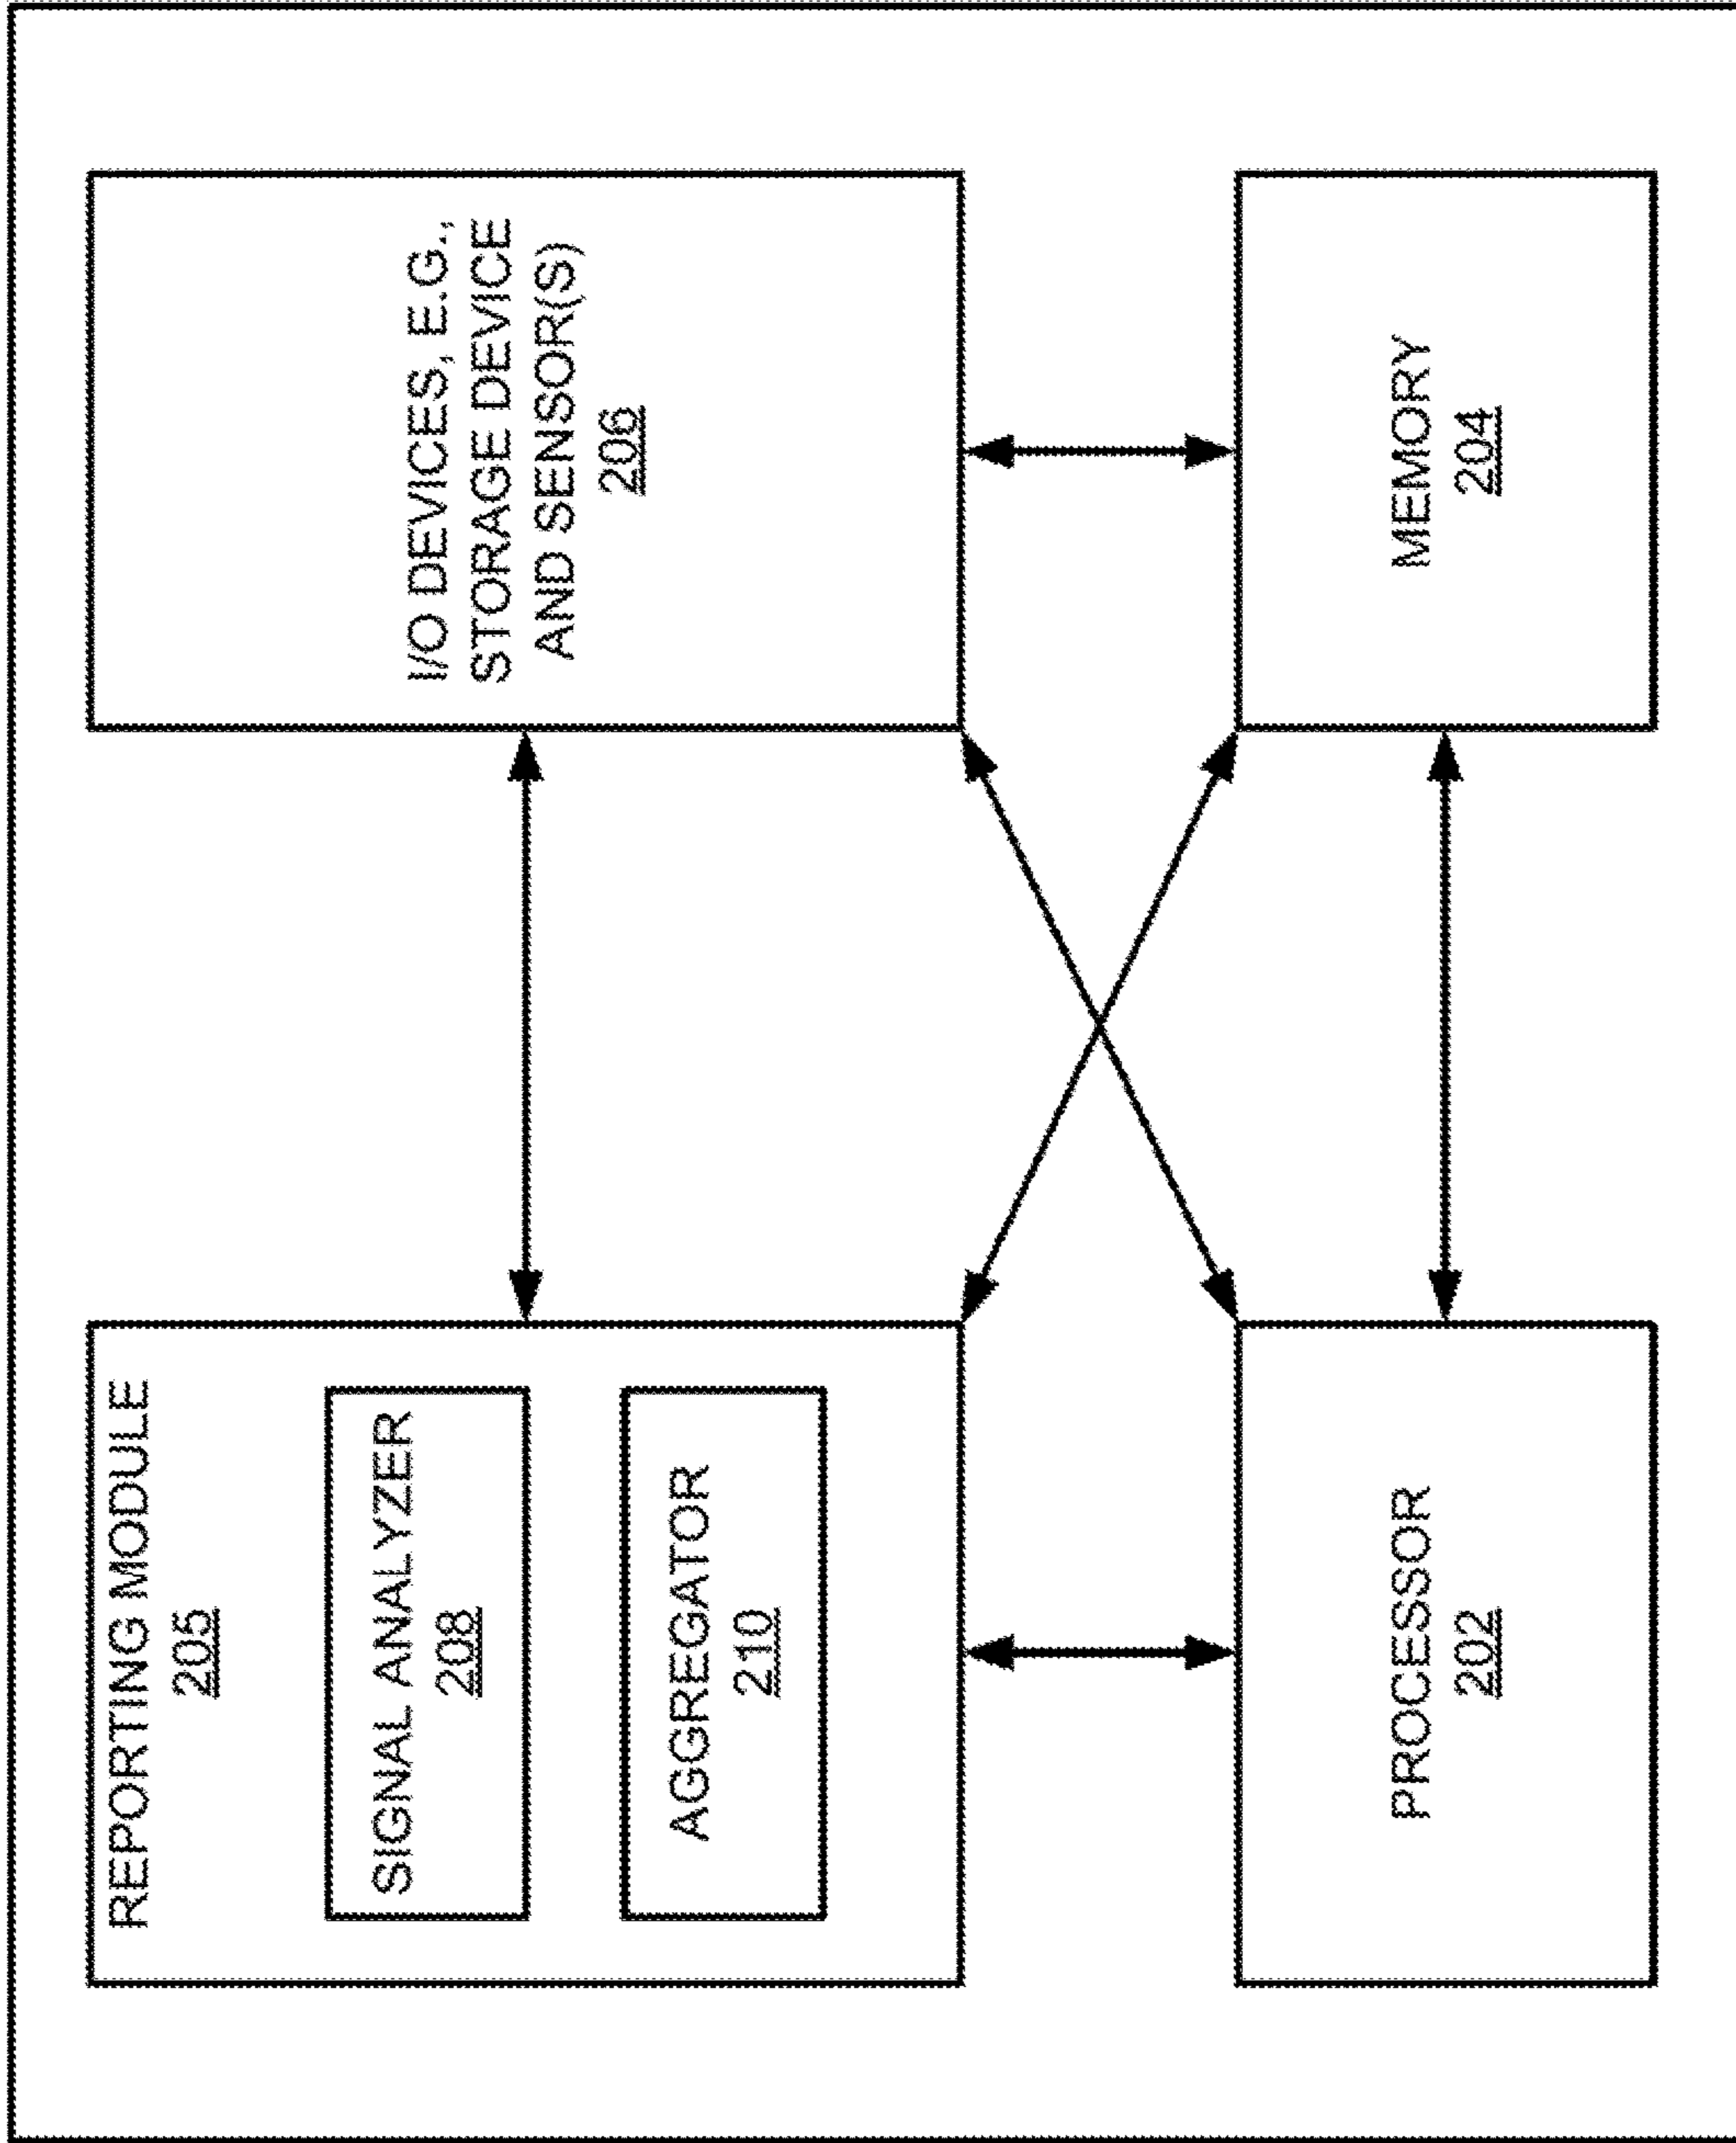 REPORTING MODULE
205
SIGNAL ANALYZER
208
AGGREGATOR
210
I/O DEVICES, E.G.,
STORAGE DEVICE
AND SENSOR(S)
206
PROCESSOR
202
MEMORY
204